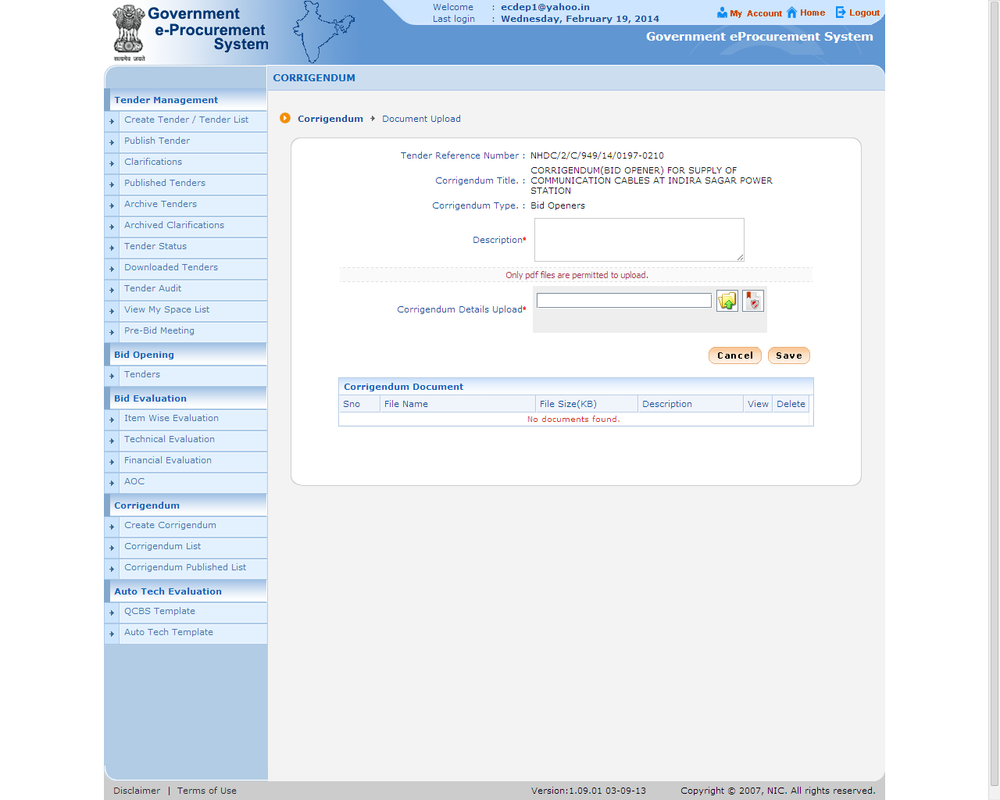 Government
e-Procurement
System
सत्यमेव जयते
Welcome : ecdep1@yahoo.in
Last login : Wednesday, February 19, 2014
My Account Home Logout
Government eProcurement System
CORRIGENDUM
Tender Management
Create Tender / Tender List
Publish Tender
Clarifications
Published Tenders
Archive Tenders
Archived Clarifications
Tender Status
Downloaded Tenders
Tender Audit
View My Space List
Pre-Bid Meeting
Bid Opening
Tenders
Bid Evaluation
Item Wise Evaluation
Technical Evaluation
Financial Evaluation
AOC
Corrigendum
Create Corrigendum
Corrigendum List
Corrigendum Published List
Auto Tech Evaluation
QCBS Template
Auto Tech Template
Corrigendum Document Upload
Tender Reference Number : NHDC/2/C/949/14/0197-0210
Corrigendum Title. : CORRIGENDUM(BID OPENER) FOR SUPPLY OF
COMMUNICATION CABLES AT INDIRA SAGAR POWER
STATION
Corrigendum Type. : Bid Openers
Description*
Only pdf files are permitted to upload.
Corrigendum Details Upload*
Cancel Save
Corrigendum Document
Sno File Name File Size(KB) Description View Delete
No documents found.
Disclaimer | Terms of Use Version:1.09.01 03-09-13 Copyright © 2007, NIC. All rights reserved.